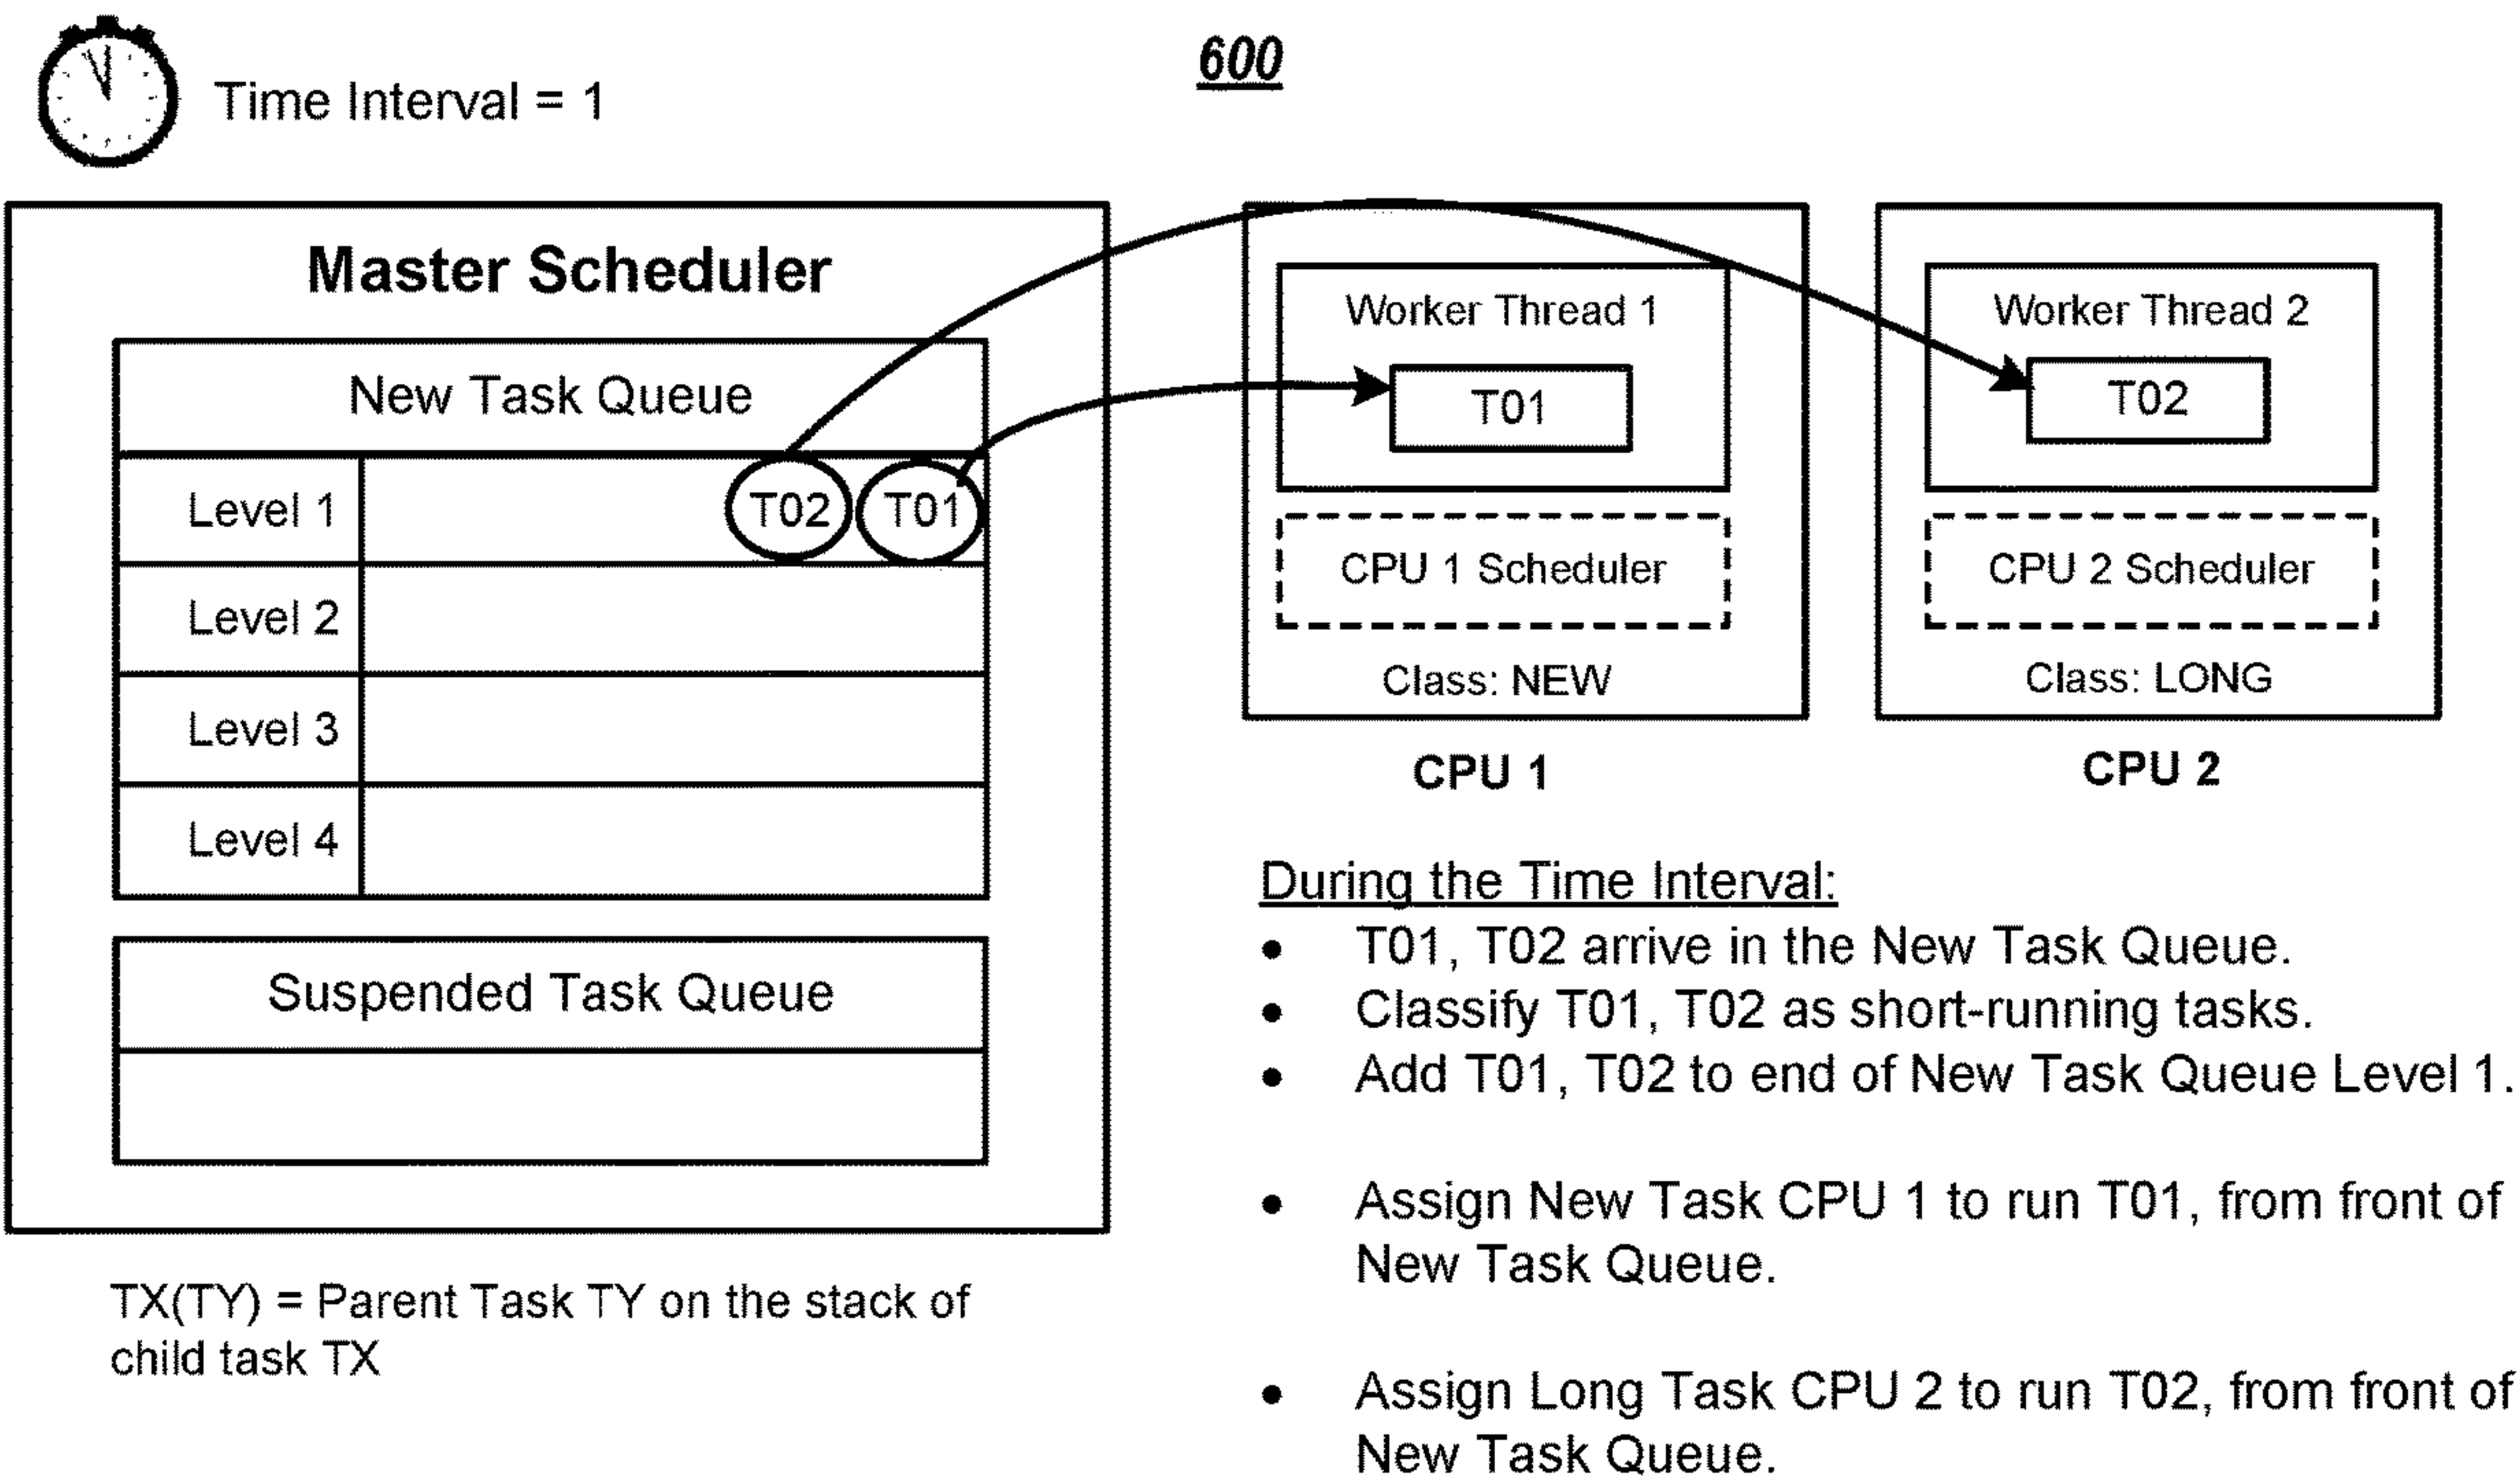 600
Time Interval = 1
Master Scheduler
New Task Queue
Level 1
T02
T01
Level 2
Level 3
Level 4
Suspended Task Queue
TX(TY) = Parent Task TY on the stack of
child task TX
Worker Thread 1
T01
CPU 1 Scheduler
Class: NEW
CPU 1
Worker Thread 2
T02
CPU 2 Scheduler
Class: LONG
CPU 2
During the Time Interval:
• T01, T02 arrive in the New Task Queue.
• Classify T01, T02 as short-running tasks.
• Add T01, T02 to end of New Task Queue Level 1.
• Assign New Task CPU 1 to run T01, from front of
New Task Queue.
• Assign Long Task CPU 2 to run T02, from front of
New Task Queue.